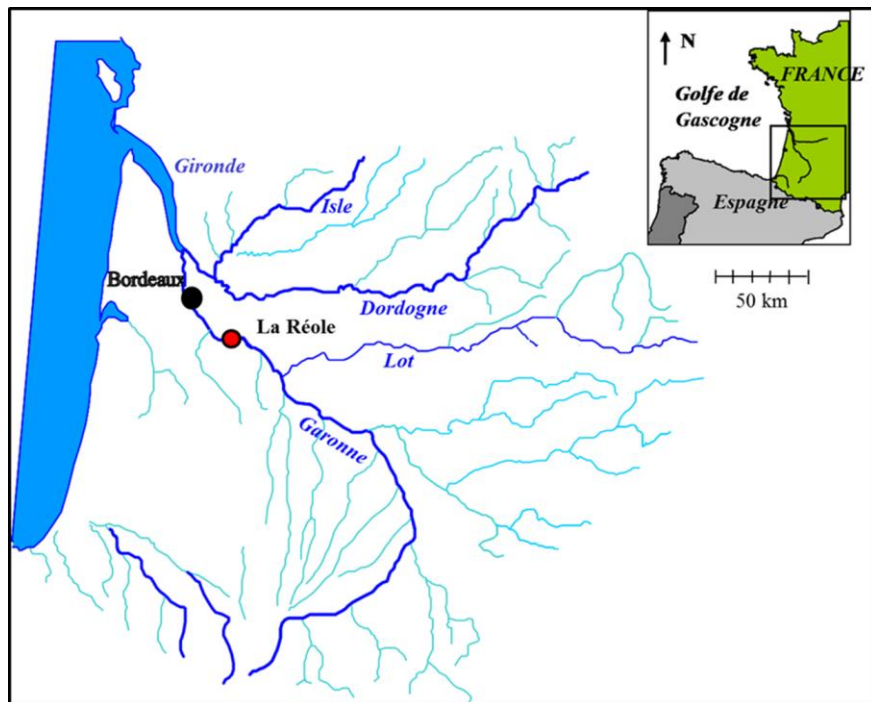 N
FRANCE
Golfe de
Gascogne
Espagne
50 km
Gironde
Isle
Bordeaux
Dordogne
La Réole
Lot
Garonne